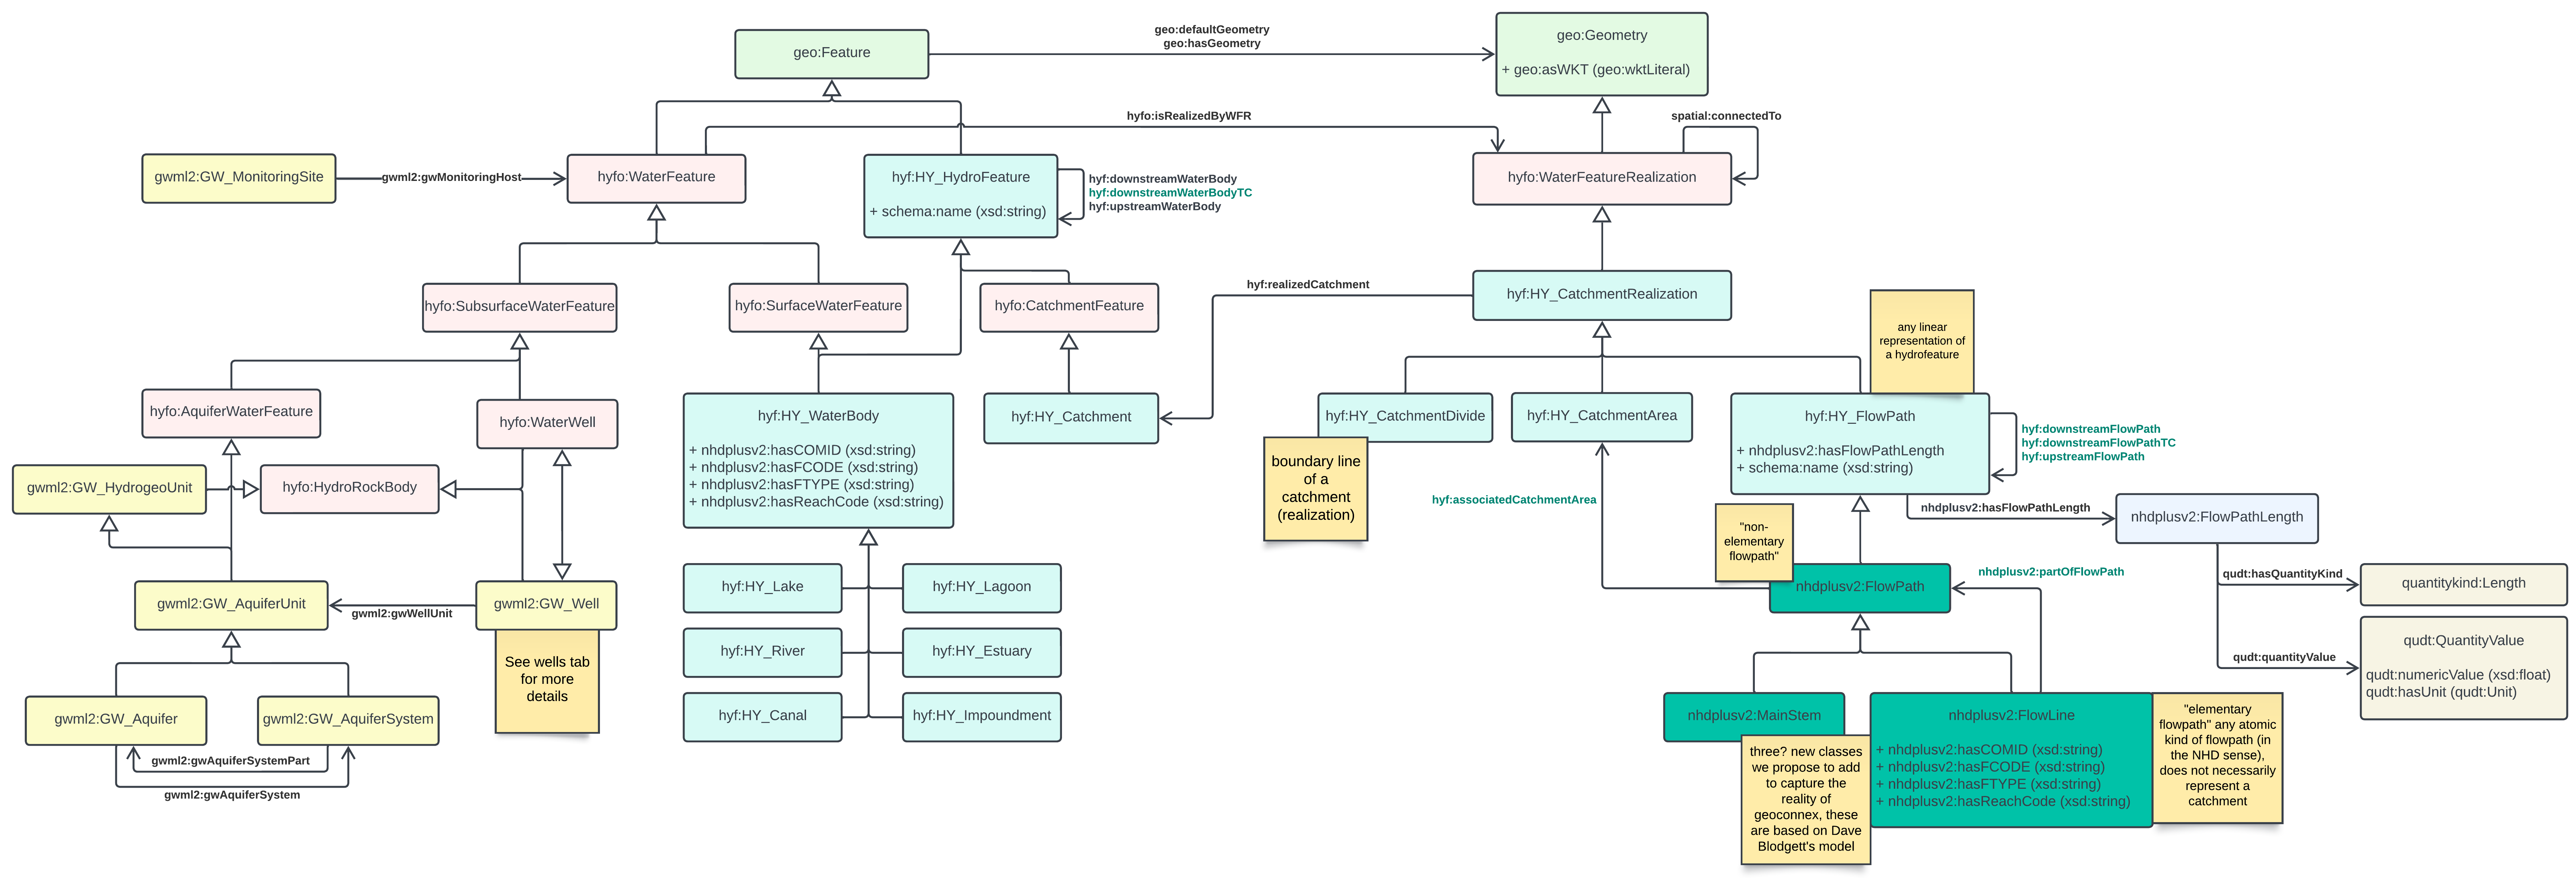 geo:defaultGeometry
geo:hasGeometry
geo:Feature
geo:Geometry
+ geo:asWKT (geo:wktLiteral)
hyfo:isRealizedByWFR
spatial:connectedTo
gwml2:GW_MonitoringSite
gwml2:gwMonitoringHost
hyfo:WaterFeature
hyf:HY_HydroFeature
+ schema:name (xsd:string)
hyf:downstreamWaterBody
hyf:downstreamWaterBodyTC
hyf:upstreamWaterBody
hyfo:WaterFeatureRealization
hyfo:SubsurfaceWaterFeature
hyfo:SurfaceWaterFeature
hyfo:CatchmentFeature
hyf:realizedCatchment
hyf:HY_CatchmentRealization
any linear
representation of
a hydrofeature
hyfo:AquiferWaterFeature
hyfo:WaterWell
hyf:HY_WaterBody
+ nhdplusv2:hasCOMID (xsd:string)
+ nhdplusv2:hasFCODE (xsd:string)
+ nhdplusv2:hasFTYPE (xsd:string)
+ nhdplusv2:hasReachCode (xsd:string)
hyf:HY_Catchment
hyf:HY_CatchmentDivide
hyf:HY_CatchmentArea
hyf:HY_FlowPath
+ nhdplusv2:hasFlowPathLength
+ schema:name (xsd:string)
hyf:downstreamFlowPath
hyf:downstreamFlowPathTC
hyf:upstreamFlowPath
boundary line
of a
catchment
(realization)
gwml2:GW_HydrogeoUnit
hyfo:HydroRockBody
hyf:associatedCatchmentArea
nhdplusv2:hasFlowPathLength
nhdplusv2:FlowPathLength
"non-
elementary
flowpath"
nhdplusv2:FlowPath
nhdplusv2:partOfFlowPath
qudt:hasQuantityKind
quantitykind:Length
gwml2:GW_AquiferUnit
gwml2:gwWellUnit
gwml2:GW_Well
See wells tab
for more
details
hyf:HY_Lake
hyf:HY_Lagoon
hyf:HY_River
hyf:HY_Estuary
hyf:HY_Canal
hyf:HY_Impoundment
qudt:quantityValue
qudt:QuantityValue
qudt:numericValue (xsd:float)
qudt:hasUnit (qudt:Unit)
gwml2:GW_Aquifer
gwml2:GW_AquiferSystem
gwml2:gwAquiferSystemPart
gwml2:gwAquiferSystem
nhdplusv2:MainStem
three? new classes
we propose to add
to capture the
reality of
geoconnex, these
are based on Dave
Blodgett's model
nhdplusv2:FlowLine
+ nhdplusv2:hasCOMID (xsd:string)
+ nhdplusv2:hasFCODE (xsd:string)
+ nhdplusv2:hasFTYPE (xsd:string)
+ nhdplusv2:hasReachCode (xsd:string)
"elementary
flowpath" any atomic
kind of flowpath (in
the NHD sense),
does not necessarily
represent a
catchment